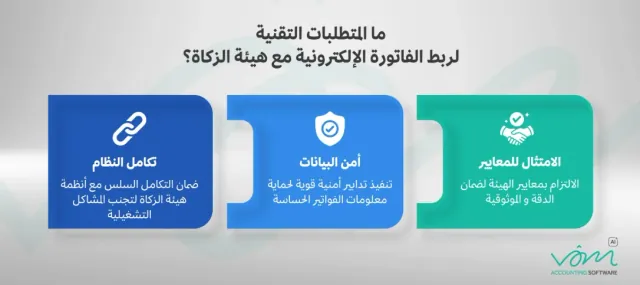 ما المتطلبات التقنية
لربط الفاتورة الإلكترونية مع هيئة الزكاة؟
الامتثال للمعايير
الالتزام بمعايير الهيئة لضمان
الدقة و الموثوقية
أمن البيانات
تنفيذ تدابير أمنية قوية لحماية
معلومات الفواتير الحساسة
تكامل النظام
ضمان التكامل السلس مع أنظمة
هيئة الزكاة لتجنب المشاكل
التشغيلية
AI
vôm
ACCOUNTING SOFTWARE